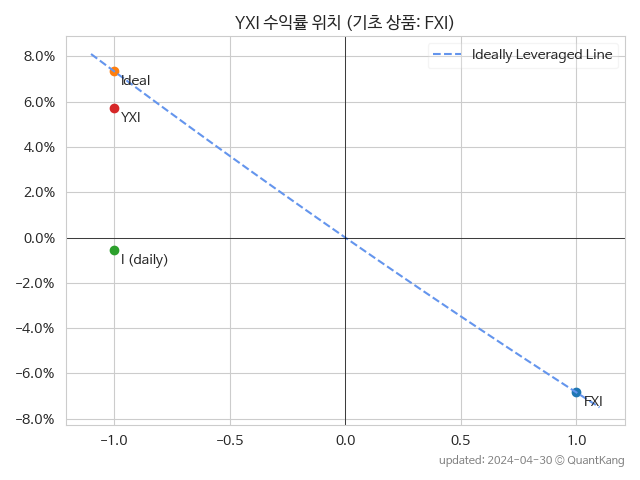 YXI 수익률 위치 (기초 상품: FXI)
8.0%
6.0%
4.0%
2.0%
0.0%
-2.0%
-4.0%
-6.0%
-8.0%
Ideally Leveraged Line
Ideal
YXI
I (daily)
FXI
-1.0 -0.5 0.0 0.5 1.0
updated: 2024-04-30 © QuantKang